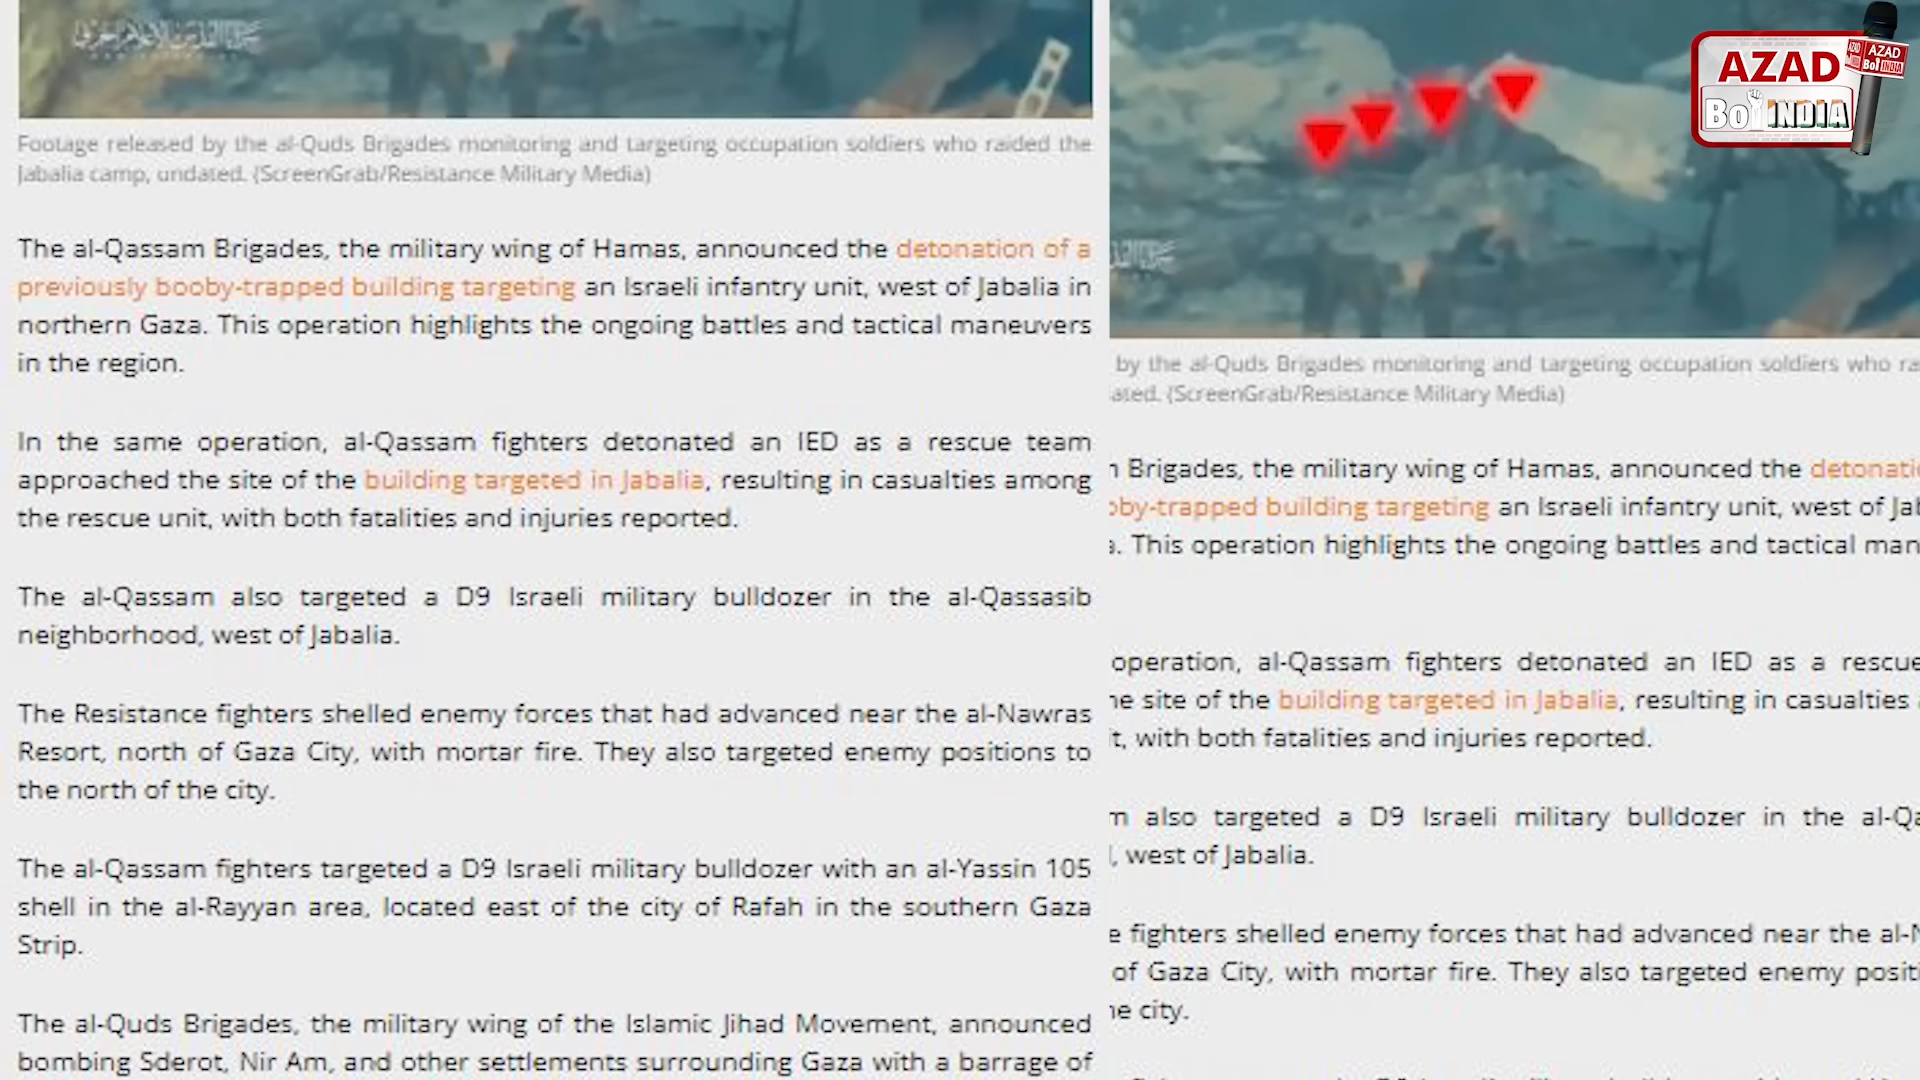 Footage released by the al-Quds Brigades monitoring and targeting occupation soldiers who raided the
Jabalia camp, undated. (ScreenGrab/Resistance Military Media)
The al-Qassam Brigades, the military wing of Hamas, announced the detonation of a
previously booby-trapped building targeting an Israeli infantry unit, west of Jabalia in
northern Gaza. This operation highlights the ongoing battles and tactical maneuvers
in the region.
In the same operation, al-Qassam fighters detonated an IED as a rescue team
approached the site of the building targeted in Jabalia, resulting in casualties among
the rescue unit, with both fatalities and injuries reported.
The al-Qassam also targeted a D9 Israeli military bulldozer in the al-Qassasib
neighborhood, west of Jabalia.
The Resistance fighters shelled enemy forces that had advanced near the al-Nawras
Resort, north of Gaza City, with mortar fire. They also targeted enemy positions to
the north of the city.
The al-Qassam fighters targeted a D9 Israeli military bulldozer with an al-Yassin 105
shell in the al-Rayyan area, located east of the city of Rafah in the southern Gaza
Strip.
The al-Quds Brigades, the military wing of the Islamic Jihad Movement, announced
bombing Sderot, Nir Am, and other settlements surrounding Gaza with a barrage of
AZAD
Bol INDIA
AZAD
Bol INDIA
by the al-Quds Brigades monitoring and targeting occupation soldiers who ra
ated. (ScreenGrab/Resistance Military Media)
n Brigades, the military wing of Hamas, announced the detonatio
oby-trapped building targeting an Israeli infantry unit, west of Jab
a. This operation highlights the ongoing battles and tactical man
operation, al-Qassam fighters detonated an IED as a rescue
he site of the building targeted in Jabalia, resulting in casualties
it, with both fatalities and injuries reported.
m also targeted a D9 Israeli military bulldozer in the al-Qa
, west of Jabalia.
e fighters shelled enemy forces that had advanced near the al-N
of Gaza City, with mortar fire. They also targeted enemy positi
he city.